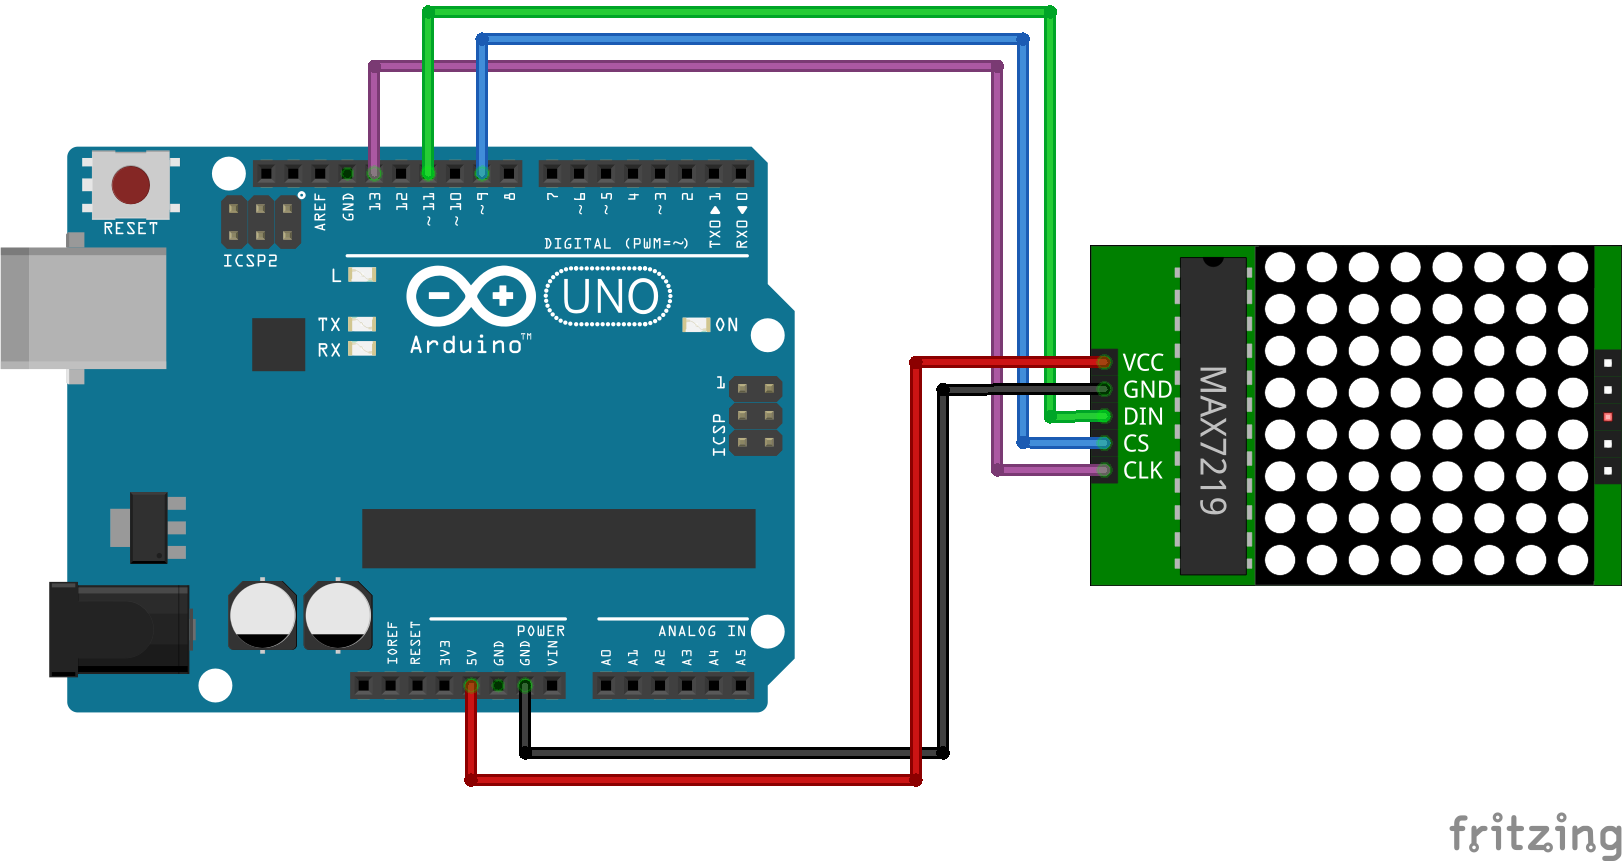 RESET
ICSP2
AREF
GND
13
12
~11
~10
~9
8
7
~6
~5
4
~3
2
TX0▶1
RX0◀0
DIGITAL (PWM=~)
L
TX
RX
UNO
Arduino™
ON
1
ICSP
VCC
GND
DIN
CS
CLK
MAX7219
POWER
ANALOG IN
IOREF
RESET
3V3
5V
GND
GND
VIN
A0
A1
A2
A3
A4
A5
fritzing